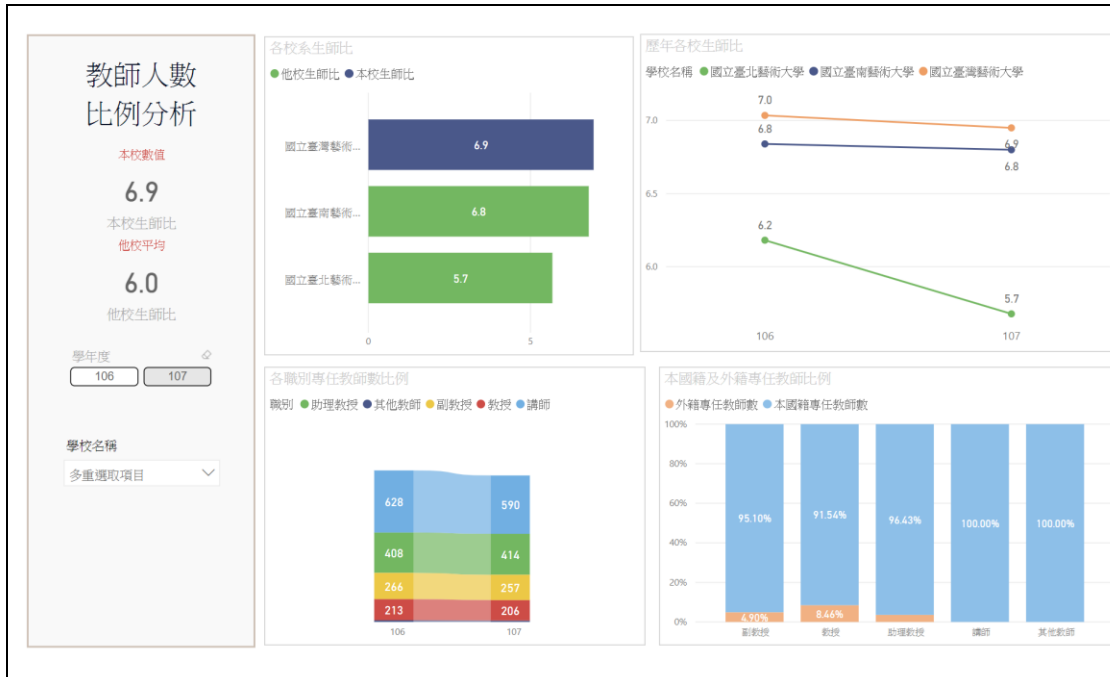 教師人數
比例分析
本校數值
6.9
本校生師比
他校平均
6.0
他校生師比
學年度
106 107
學校名稱
多重選取項目
各校系生師比
他校生師比 本校生師比
國立臺灣藝術... 6.9
國立臺南藝術... 6.8
國立臺北藝術... 5.7
0 5
歷年各校生師比
學校名稱 國立臺北藝術大學 國立臺南藝術大學 國立臺灣藝術大學
7.0
7.0
6.8
6.9
6.8
6.5
6.2
6.0
5.7
106 107
各職別專任教師數比例
職別 助理教授 其他教師 副教授 教授 講師
628 590
408 414
266 257
213 206
106 107
本國籍及外籍專任教師比例
外籍專任教師數 本國籍專任教師數
100%
80%
60%
95.10% 91.54% 96.43% 100.00% 100.00%
40%
20%
4.90% 8.46%
0%
副教授 教授 助理教授 講師 其他教師